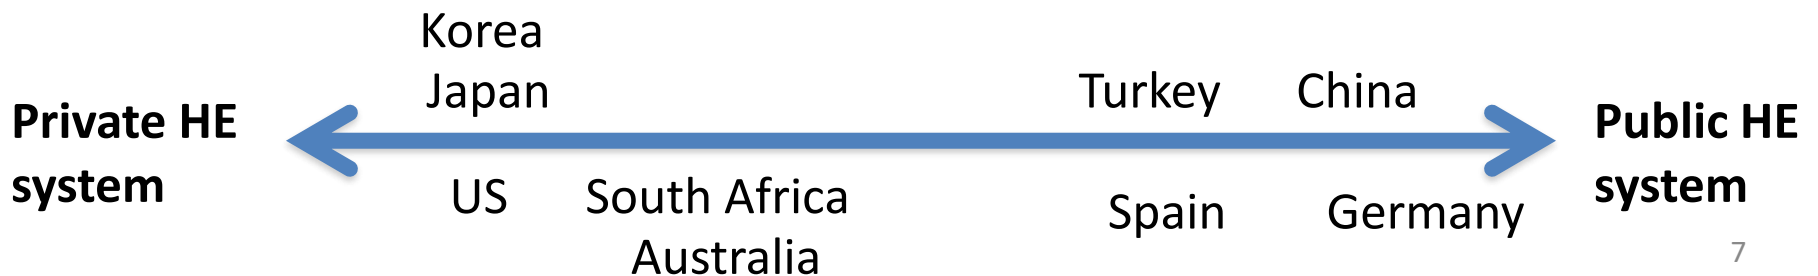 Korea
Japan
Turkey
China
Private HE
system
Public HE
system
US
South Africa
Australia
Spain
Germany
7